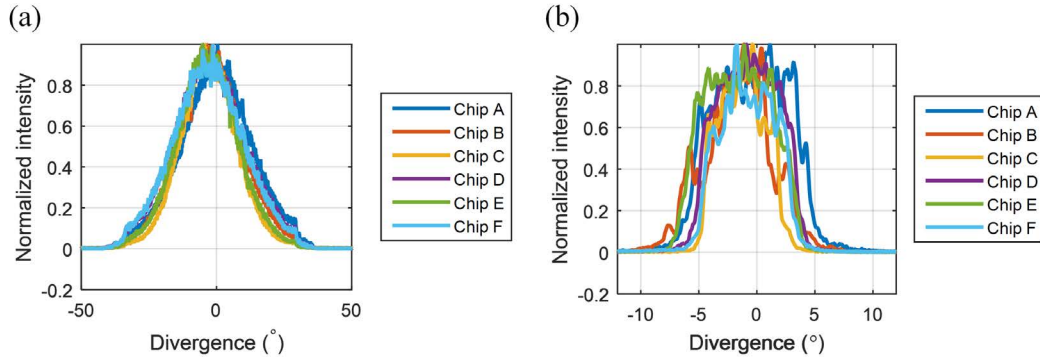 (a)
Normalized intensity
0.8
0.6
0.4
0.2
0
-0.2
-50
0
50
Divergence (°)
Chip A
Chip B
Chip C
Chip D
Chip E
Chip F
(b)
Normalized intensity
0.8
0.6
0.4
0.2
0
-0.2
-10
-5
0
5
10
Divergence (°)
Chip A
Chip B
Chip C
Chip D
Chip E
Chip F